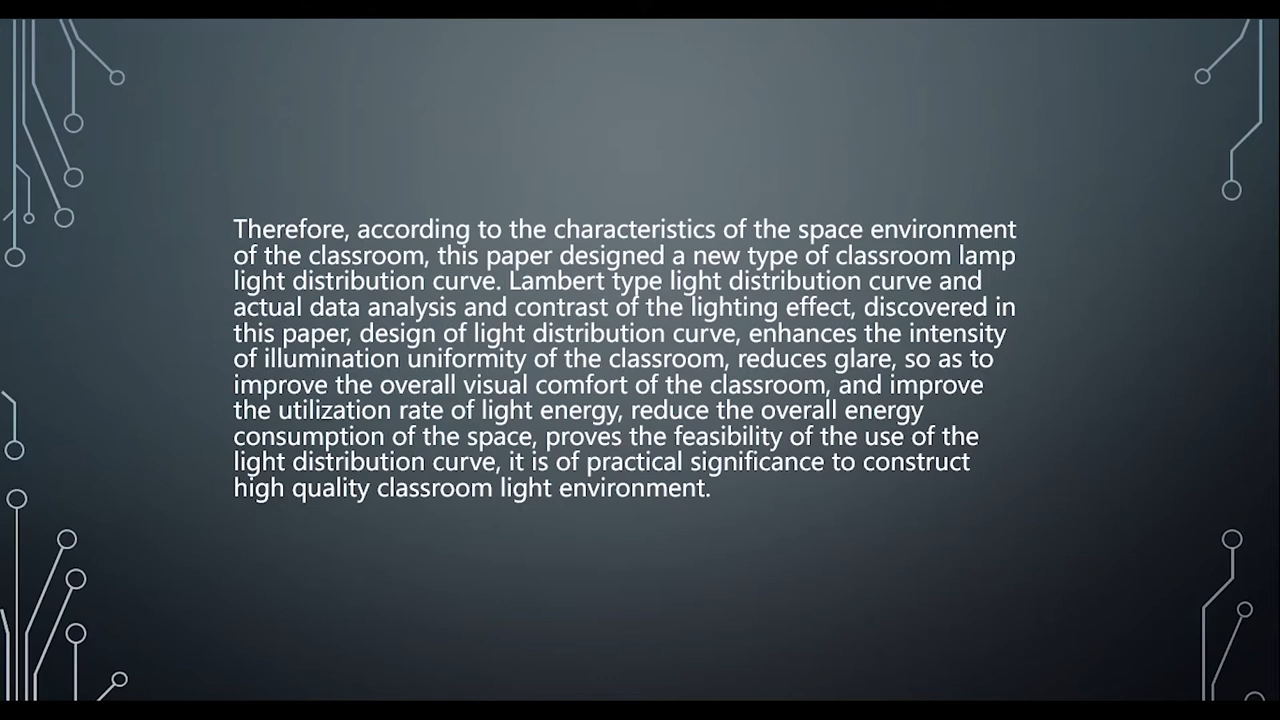 Therefore, according to the characteristics of the space environment
of the classroom, this paper designed a new type of classroom lamp
light distribution curve. Lambert type light distribution curve and
actual data analysis and contrast of the lighting effect, discovered in
this paper, design of light distribution curve, enhances the intensity
of illumination uniformity of the classroom, reduces glare, so as to
improve the overall visual comfort of the classroom, and improve
the utilization rate of light energy, reduce the overall energy
consumption of the space, proves the feasibility of the use of the
light distribution curve, it is of practical significance to construct
high quality classroom light environment.